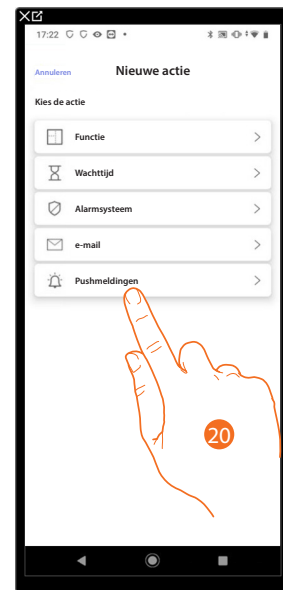 17:22
Annuleren
Nieuwe actie
Kies de actie
Functie
Wachttijd
Alarmsysteem
e-mail
Pushmeldingen
20